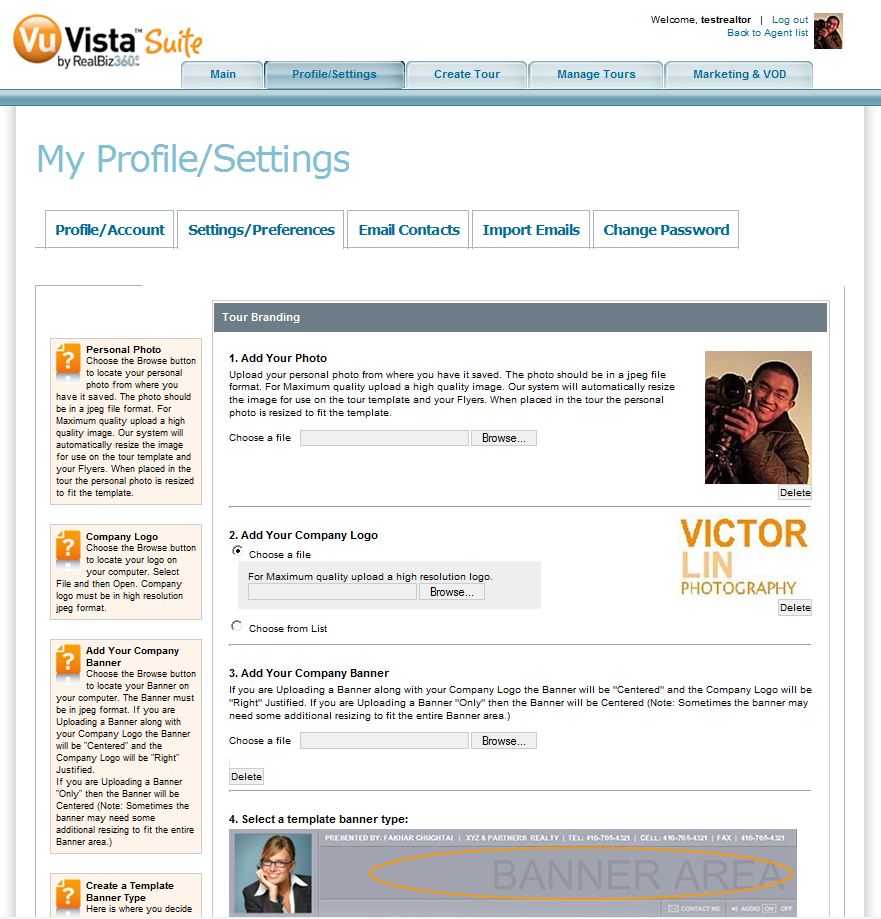 Vu Vista™ Suite
by RealBiz360
Welcome, testrealtor | Log out
Back to Agent list
Main Profile/Settings Create Tour Manage Tours Marketing & VOD
My Profile/Settings
Profile/Account Settings/Preferences Email Contacts Import Emails Change Password
Personal Photo
Choose the Browse button
to locate your personal
photo from where you
have it saved. The photo should
be in a jpeg file format. For
Maximum quality upload a high
quality image. Our system will
automatically resize the image
for use on the tour template and
your Flyers. When placed in the
tour the personal photo is resized
to fit the template.
Company Logo
Choose the Browse button
to locate your logo on
your computer. Select
File and then Open. Company
logo must be in high resolution
jpeg format.
Add Your Company
Banner
Choose the Browse button
to locate your Banner on
your computer. The Banner must
be in jpeg format. If you are
Uploading a Banner along with
your Company Logo the Banner
will be "Centered" and the
Company Logo will be "Right"
Justified.
If you are Uploading a Banner
"Only" then the Banner will be
Centered (Note: Sometimes the
banner may need some
additional resizing to fit the entire
Banner area.)
Create a Template
Banner Type
Here is where you decide
Tour Branding
1. Add Your Photo
Upload your personal photo from where you have it saved. The photo should be in a jpeg file
format. For Maximum quality upload a high quality image. Our system will automatically resize
the image for use on the tour template and your Flyers. When placed in the tour the personal
photo is resized to fit the template.
Choose a file Browse...
Delete
2. Add Your Company Logo
Choose a file
For Maximum quality upload a high resolution logo.
Browse...
Choose from List
VICTOR
LIN
PHOTOGRAPHY
Delete
3. Add Your Company Banner
If you are Uploading a Banner along with your Company Logo the Banner will be "Centered" and the Company Logo will be
"Right" Justified. If you are Uploading a Banner "Only" then the Banner will be Centered (Note: Sometimes the banner may
need some additional resizing to fit the entire Banner area.)
Choose a file Browse...
Delete
4. Select a template banner type:
PRESENTED BY: FAKHAR CHUGHTAI | XYZ & PARTNERS REALTY | TEL: 416-765-4321 | CELL: 416-765-4321 | FAX | 416-765-4321
BANNER AREA
CONTACT ME AUDIO ON OFF